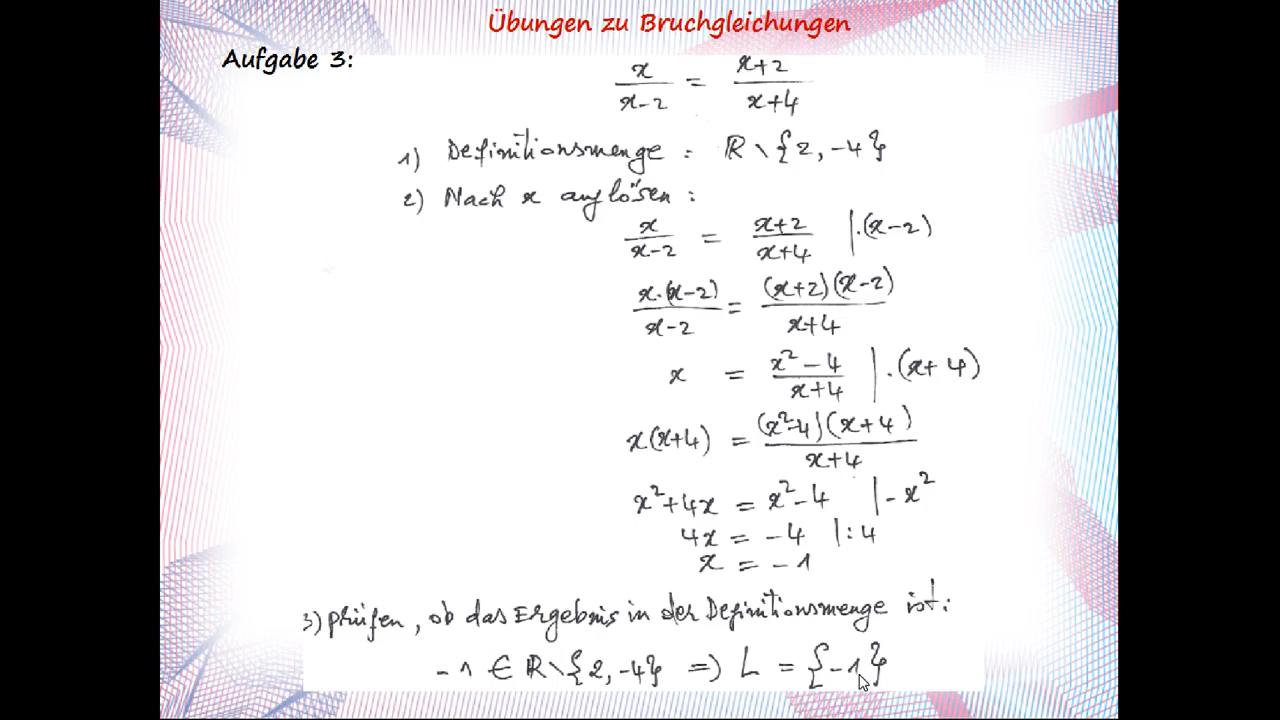 Übungen zu Bruchgleichungen
Aufgabe 3:
x/(x-2) = (x+2)/(x+4)
1) Definitionsmenge : ℝ \ {2, -4}
2) Nach x auflösen :
x/(x-2) = (x+2)/(x+4) |·(x-2)
x·(x-2)/(x-2) = (x+2)(x-2)/(x+4)
x = (x²-4)/(x+4) |·(x+4)
x(x+4) = (x²-4)(x+4)/(x+4)
x²+4x = x²-4 |-x²
4x = -4 |:4
x = -1
3) prüfen, ob das Ergebnis in der Definitionsmenge ist:
-1 ∈ ℝ\{2, -4} => L = {-1}